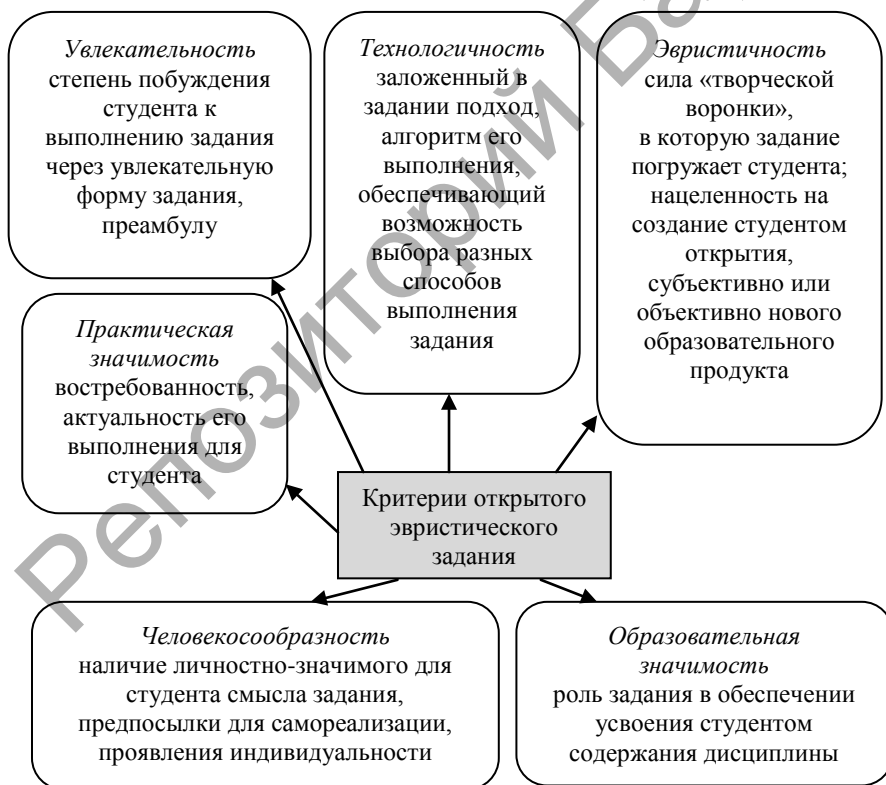 Увлекательность
степень побуждения
студента к
выполнению задания
через увлекательную
форму задания,
преамбулу
Технологичность
заложенный в
задании подход,
алгоритм его
выполнения,
обеспечивающий
возможность
выбора разных
способов
выполнения
задания
Эвристичность
сила «творческой
воронки»,
в которую задание
погружает студента;
нацеленность на
создание студентом
открытия,
субъективно или
объективно нового
образовательного
продукта
Практическая
значимость
востребованность,
актуальность его
выполнения для
студента
Критерии открытого
эвристического
задания
Человекосообразность
наличие личностно-значимого для
студента смысла задания,
предпосылки для самореализации,
проявления индивидуальности
Образовательная
значимость
роль задания в обеспечении
усвоения студентом
содержания дисциплины
Репозиторий